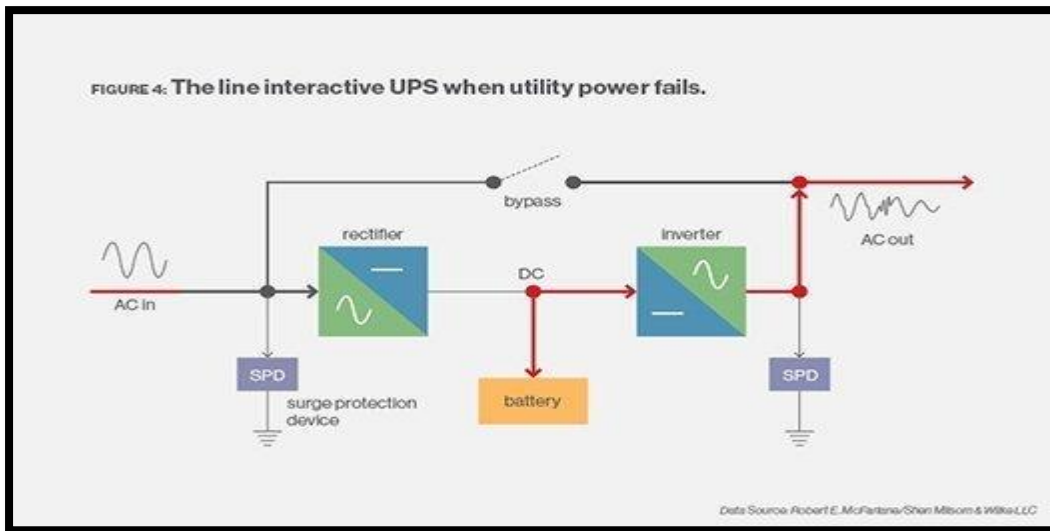 FIGURE 4: The line interactive UPS when utility power fails.
bypass
rectifier
inverter
AC out
DC
AC in
SPD
SPD
surge protection
device
battery
Data Source: Robert E. McFarlane/Shen Milsom & Wilke LLC